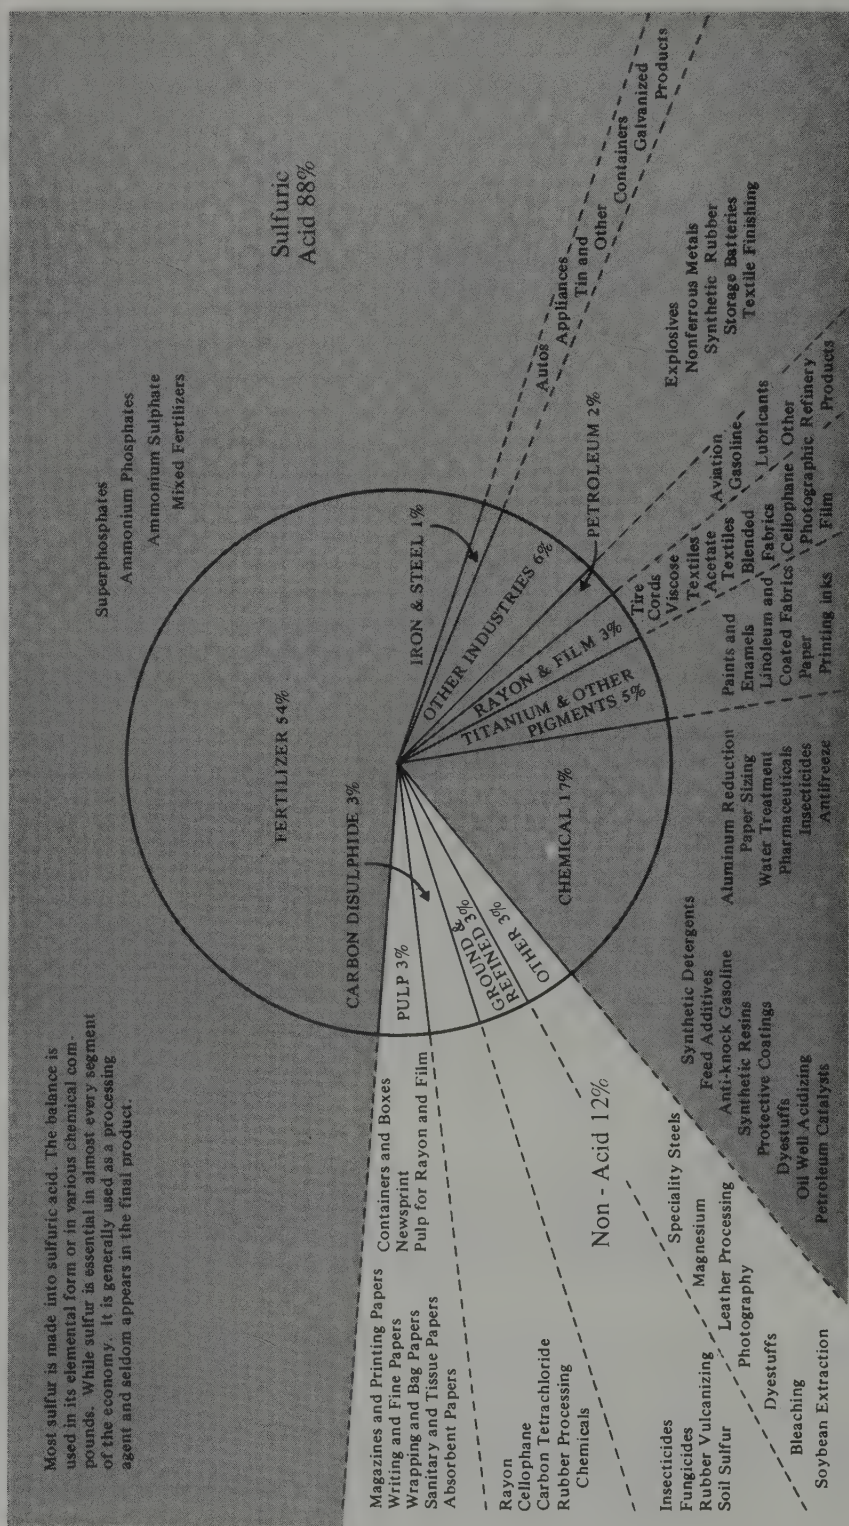 Most sulfur is made into sulfuric acid. The balance is
used in its elemental form or in various chemical com-
pounds. While sulfur is essential in almost every segment
of the economy. It is generally used as a processing
agent and seldom appears in the final product.
Superphosphates
Ammonium Phosphates
Ammonium Sulphate
Mixed Fertilizers
Sulfuric
Acid 88%
FERTILIZER 54%
CARBON DISULPHIDE 3%
PULP 3%
GROUND &
REFINED 3%
OTHER 3%
CHEMICAL 17%
TITANIUM & OTHER
PIGMENTS 5%
RAYON & FILM 3%
PETROLEUM 2%
OTHER INDUSTRIES 6%
IRON & STEEL 1%
Autos
Appliances
Tin and
Other
Containers
Galvanized
Products
Explosives
Nonferrous Metals
Synthetic Rubber
Storage Batteries
Textile Finishing
Aviation
Gasoline
Lubricants
Other
Refinery
Products
Tire
Cords
Viscose
Textiles
Acetate
Textiles
Blended
Fabrics
Cellophane
Photographic
Film
Paints and
Enamels
Linoleum and
Coated Fabrics
Paper
Printing inks
Aluminum Reduction
Paper Sizing
Water Treatment
Pharmaceuticals
Insecticides
Antifreeze
Synthetic Detergents
Feed Additives
Anti-knock Gasoline
Synthetic Resins
Protective Coatings
Dyestuffs
Oil Well Acidizing
Petroleum Catalysts
Non - Acid 12%
Magazines and Printing Papers
Writing and Fine Papers
Wrapping and Bag Papers
Sanitary and Tissue Papers
Absorbent Papers
Containers and Boxes
Newsprint
Pulp for Rayon and Film
Rayon
Cellophane
Carbon Tetrachloride
Rubber Processing
Chemicals
Insecticides
Fungicides
Rubber Vulcanizing
Soil Sulfur
Speciality Steels
Magnesium
Leather Processing
Photography
Dyestuffs
Bleaching
Soybean Extraction